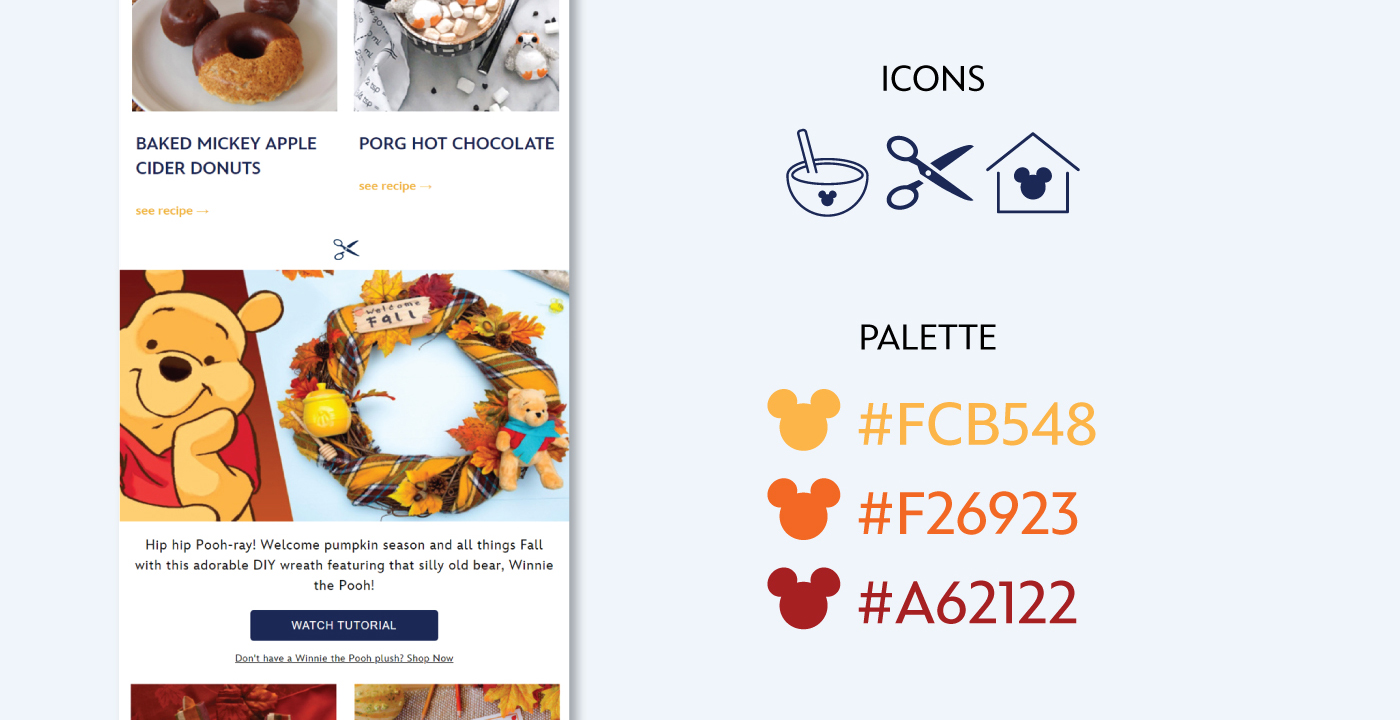 BAKED MICKEY APPLE
CIDER DONUTS
see recipe →
PORG HOT CHOCOLATE
see recipe →
Welcome
FALL
Hip hip Pooh-ray! Welcome pumpkin season and all things Fall
with this adorable DIY wreath featuring that silly old bear, Winnie
the Pooh!
WATCH TUTORIAL
Don't have a Winnie the Pooh plush? Shop Now
ICONS
PALETTE
#FCB548
#F26923
#A62122